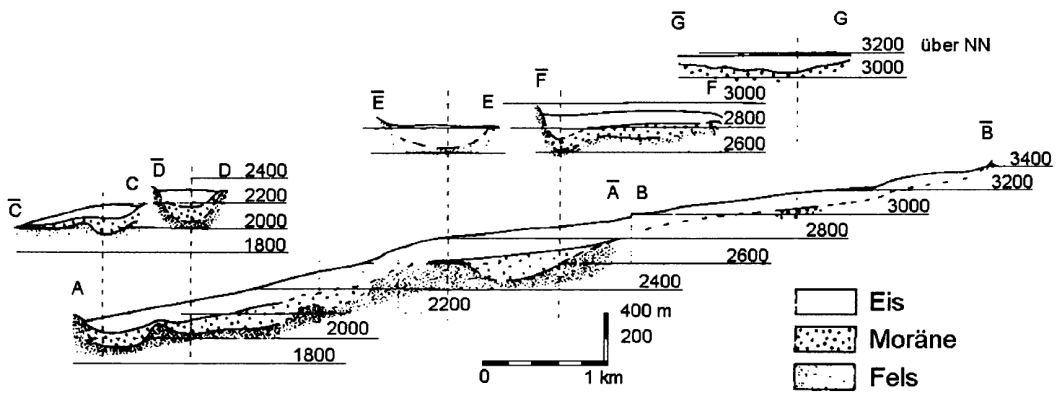 G̅ G
3200 über NN
3000
F̅ F 3000
E̅ E 2800
2600
B̅
3400
3200
3000
2800
2600
2400
2200
2000
1800
A̅ B
D̅ D 2400
C̅ C 2200
2000
1800
A
400 m
200
0 1 km
Eis
Moräne
Fels